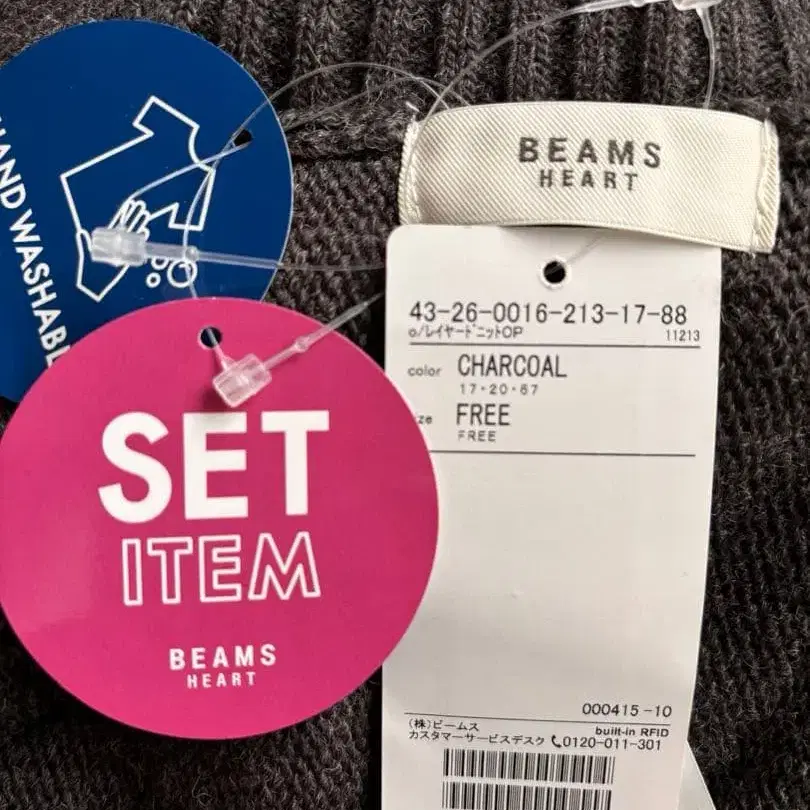 HAND WASHABLE
BEAMS
HEART
43-26-0016-213-17-88
o/レイヤードニットOP
11213
color CHARCOAL
17・20・67
FREE
FREE
SET
ITEM
BEAMS
HEART
000415-10
(株)ビームス
built-in RFID
カスタマーサービスデスク 0120-011-301